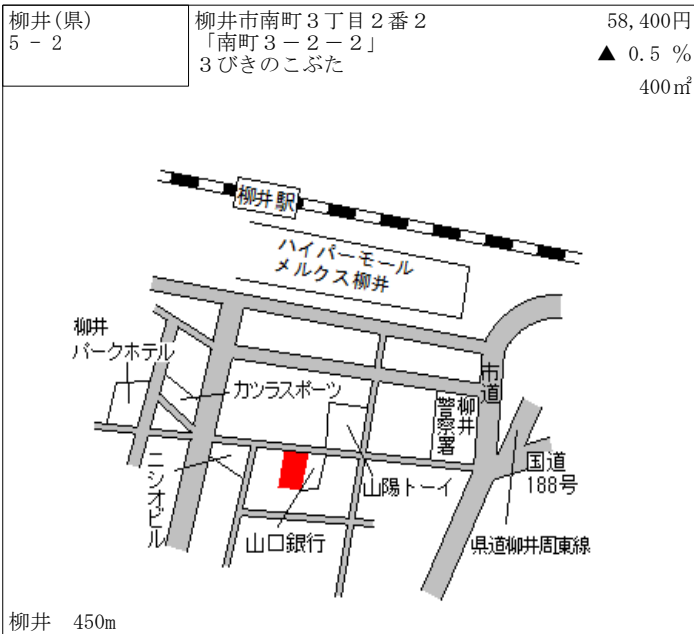 柳井(県)
5 - 2
柳井市南町３丁目２番２
「南町３－２－２」
３びきのこぶた
58,400円
▲ 0.5 %
400㎡
柳井駅
ハイパーモール
メルクス柳井
柳井
パークホテル
カツラスポーツ
市道
柳井
警察署
ニシオビル
山陽トーイ
国道
188号
山口銀行
県道柳井周東線
柳井　450m